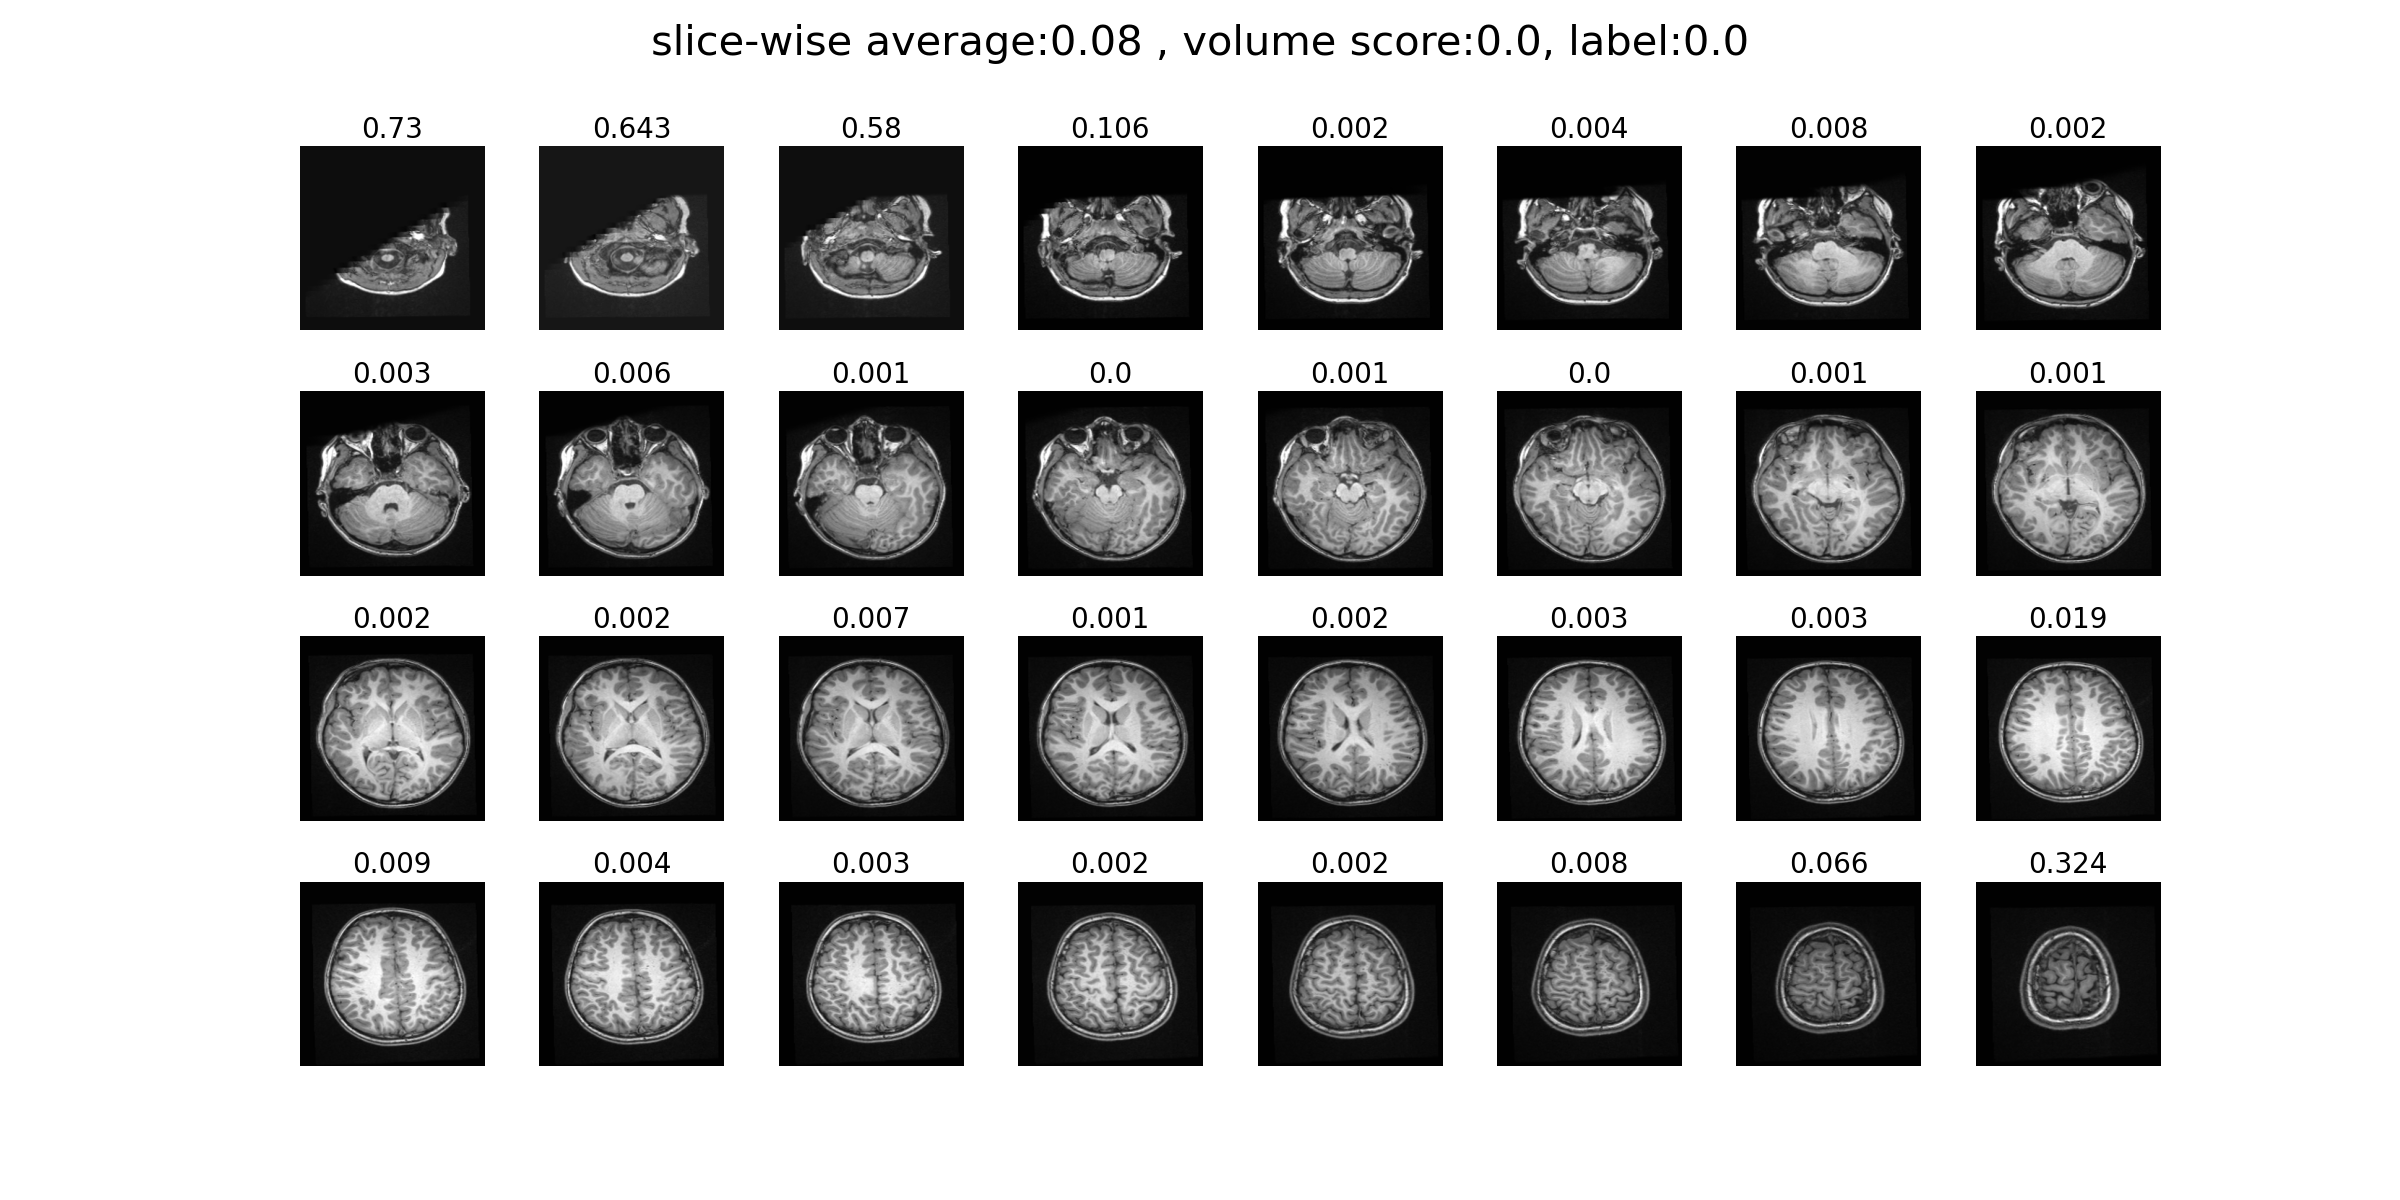 slice-wise average:0.08 , volume score:0.0, label:0.0
0.73 0.643 0.58 0.106 0.002 0.004 0.008 0.002
0.003 0.006 0.001 0.0 0.001 0.0 0.001 0.001
0.002 0.002 0.007 0.001 0.002 0.003 0.003 0.019
0.009 0.004 0.003 0.002 0.002 0.008 0.066 0.324